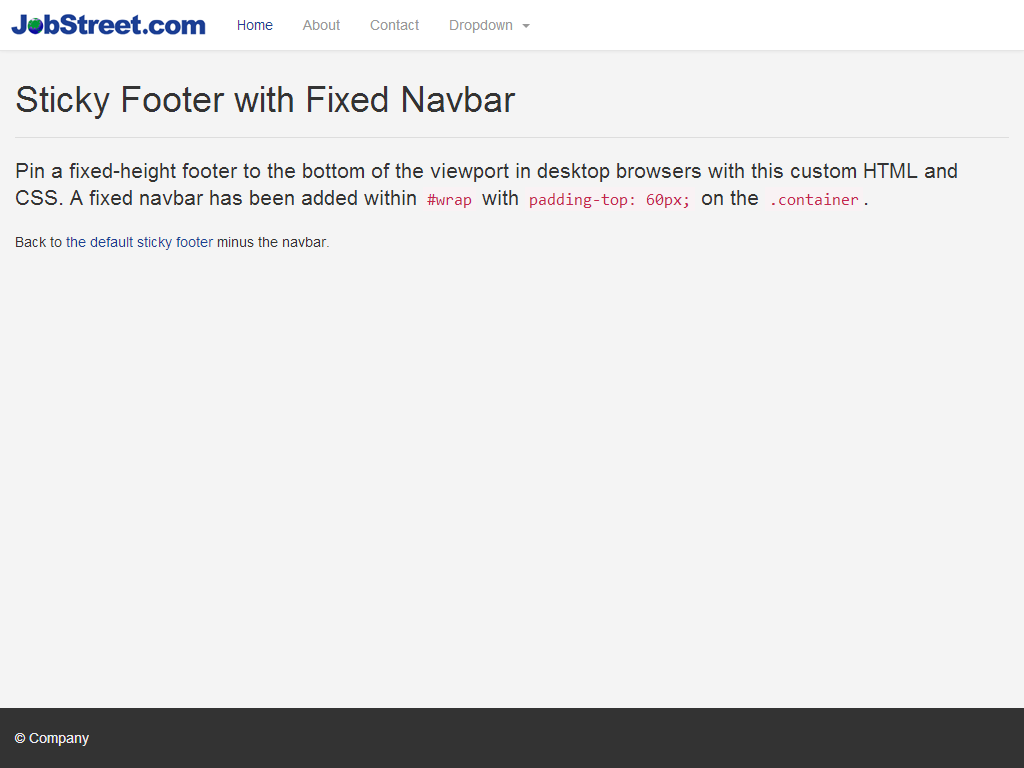 JobStreet.com Home About Contact Dropdown
Sticky Footer with Fixed Navbar
Pin a fixed-height footer to the bottom of the viewport in desktop browsers with this custom HTML and
CSS. A fixed navbar has been added within #wrap with padding-top: 60px; on the .container.
Back to the default sticky footer minus the navbar.
© Company